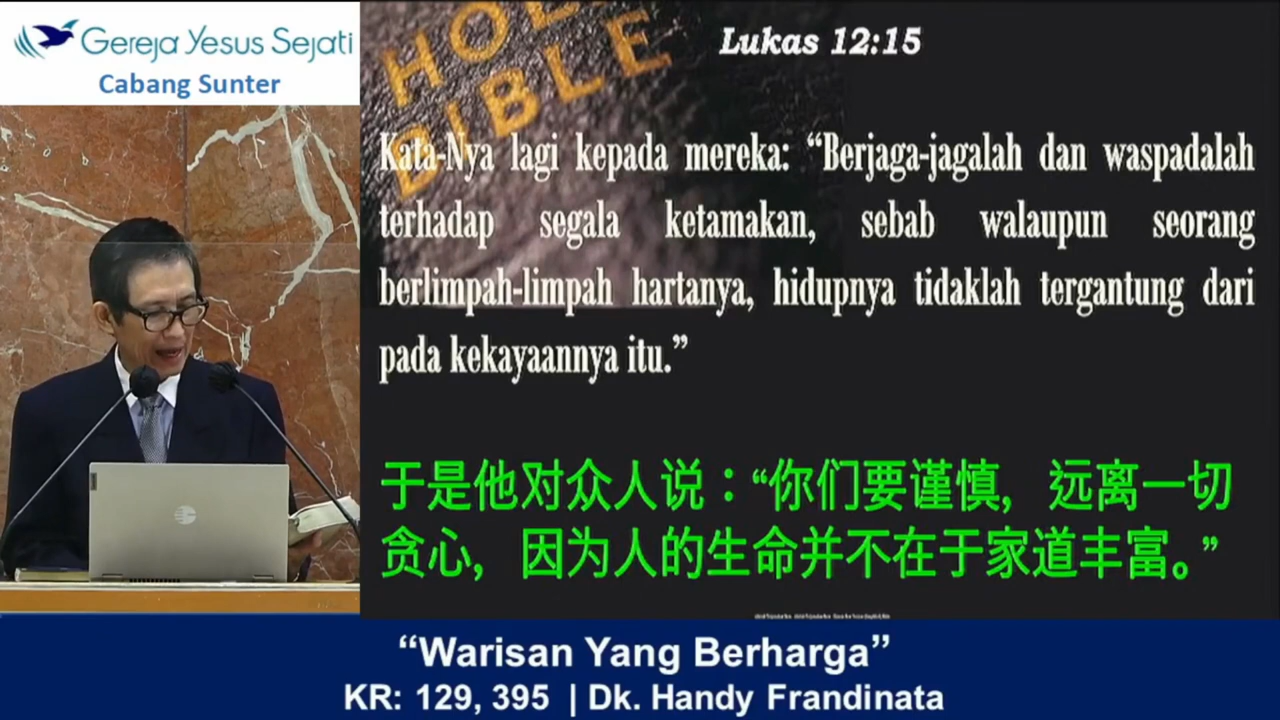 Gereja Yesus Sejati
Cabang Sunter
HOLY
BIBLE
Lukas 12:15
Kata-Nya lagi kepada mereka: “Berjaga-jagalah dan waspadalah
terhadap segala ketamakan, sebab walaupun seorang
berlimpah-limpah hartanya, hidupnya tidaklah tergantung dari
pada kekayaannya itu.”
于是他对众人说：“你们要谨慎，远离一切
贪心，因为人的生命并不在于家道丰富。”
“Warisan Yang Berharga”
KR: 129, 395 | Dk. Handy Frandinata